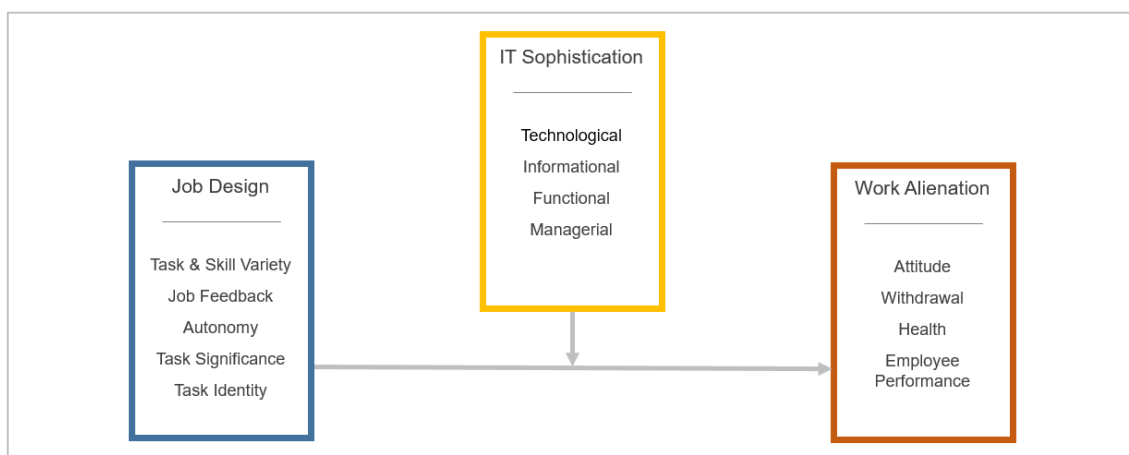 IT Sophistication
Technological
Informational
Functional
Managerial
Job Design
Task & Skill Variety
Job Feedback
Autonomy
Task Significance
Task Identity
Work Alienation
Attitude
Withdrawal
Health
Employee
Performance